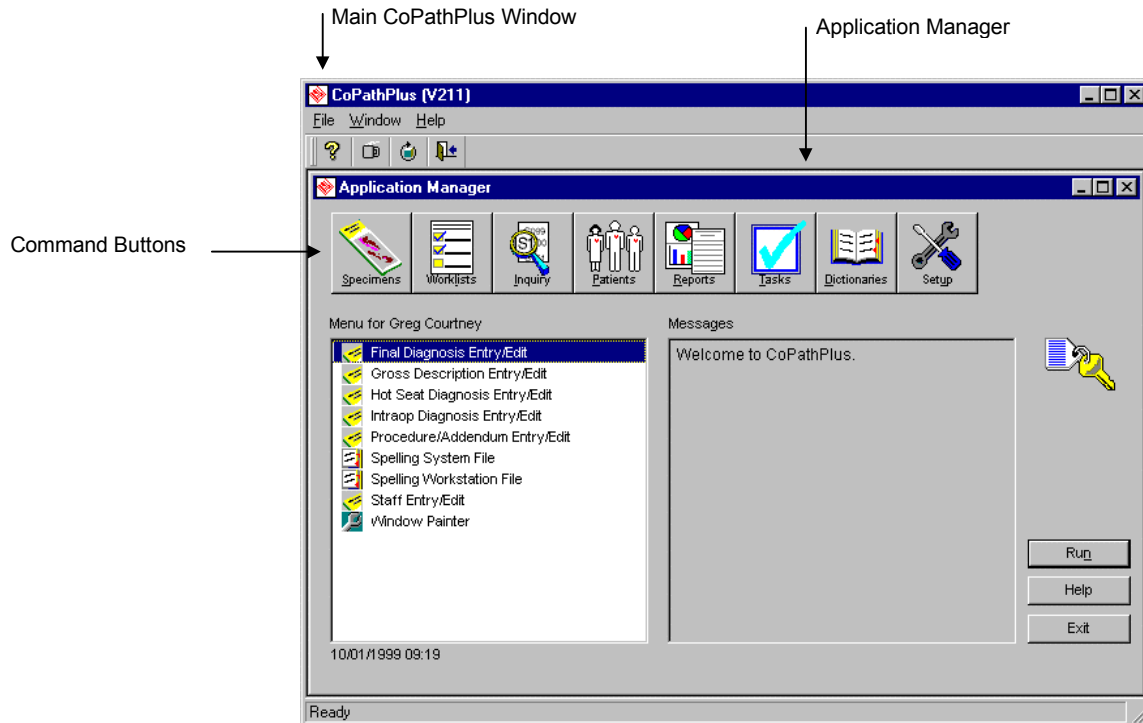 Main CoPathPlus Window
Application Manager
CoPathPlus (V211)
File Window Help
Application Manager
Command Buttons
Specimens Worklists Inquiry Patients Reports Tasks Dictionaries Setup
Menu for Greg Courtney
Messages
Final Diagnosis Entry/Edit
Gross Description Entry/Edit
Hot Seat Diagnosis Entry/Edit
Intraop Diagnosis Entry/Edit
Procedure/Addendum Entry/Edit
Spelling System File
Spelling Workstation File
Staff Entry/Edit
Window Painter
Welcome to CoPathPlus.
Run
Help
Exit
10/01/1999 09:19
Ready